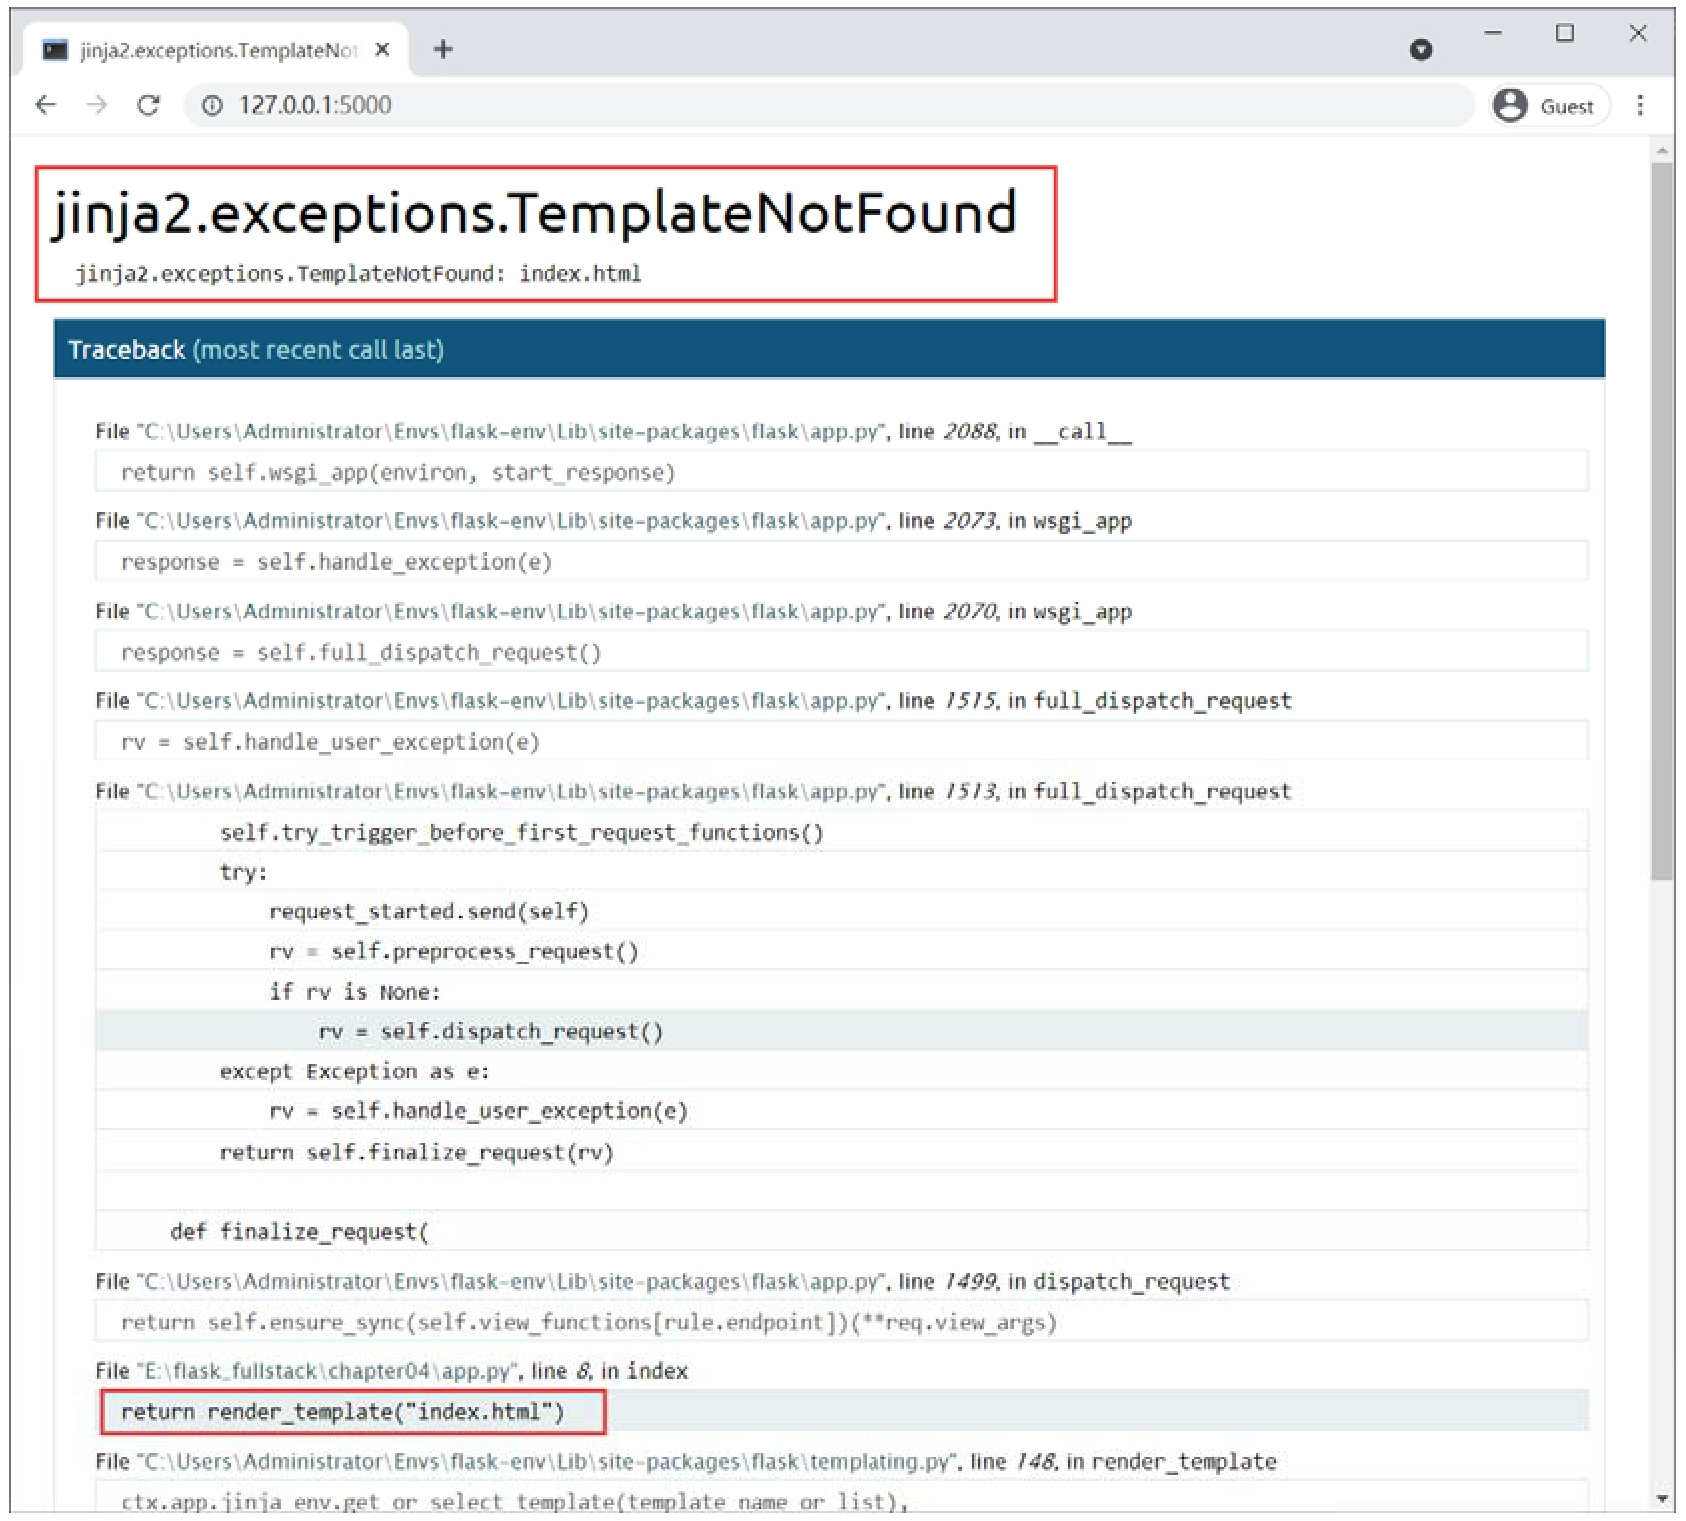 jinja2.exceptions.TemplateNot
127.0.0.1:5000
Guest
jinja2.exceptions.TemplateNotFound
jinja2.exceptions.TemplateNotFound: index.html
Traceback (most recent call last)
File "C:\Users\Administrator\Envs\flask-env\Lib\site-packages\flask\app.py", line 2088, in __call__
return self.wsgi_app(environ, start_response)
File "C:\Users\Administrator\Envs\flask-env\Lib\site-packages\flask\app.py", line 2073, in wsgi_app
response = self.handle_exception(e)
File "C:\Users\Administrator\Envs\flask-env\Lib\site-packages\flask\app.py", line 2070, in wsgi_app
response = self.full_dispatch_request()
File "C:\Users\Administrator\Envs\flask-env\Lib\site-packages\flask\app.py", line 1515, in full_dispatch_request
rv = self.handle_user_exception(e)
File "C:\Users\Administrator\Envs\flask-env\Lib\site-packages\flask\app.py", line 1513, in full_dispatch_request
self.try_trigger_before_first_request_functions()
try:
request_started.send(self)
rv = self.preprocess_request()
if rv is None:
rv = self.dispatch_request()
except Exception as e:
rv = self.handle_user_exception(e)
return self.finalize_request(rv)
def finalize_request(
File "C:\Users\Administrator\Envs\flask-env\Lib\site-packages\flask\app.py", line 1499, in dispatch_request
return self.ensure_sync(self.view_functions[rule.endpoint])(**req.view_args)
File "E:\flask_fullstack\chapter04\app.py", line 8, in index
return render_template("index.html")
File "C:\Users\Administrator\Envs\flask-env\Lib\site-packages\flask\templating.py", line 148, in render_template
ctx.app.jinja_env.get_or_select_template(template_name_or_list),